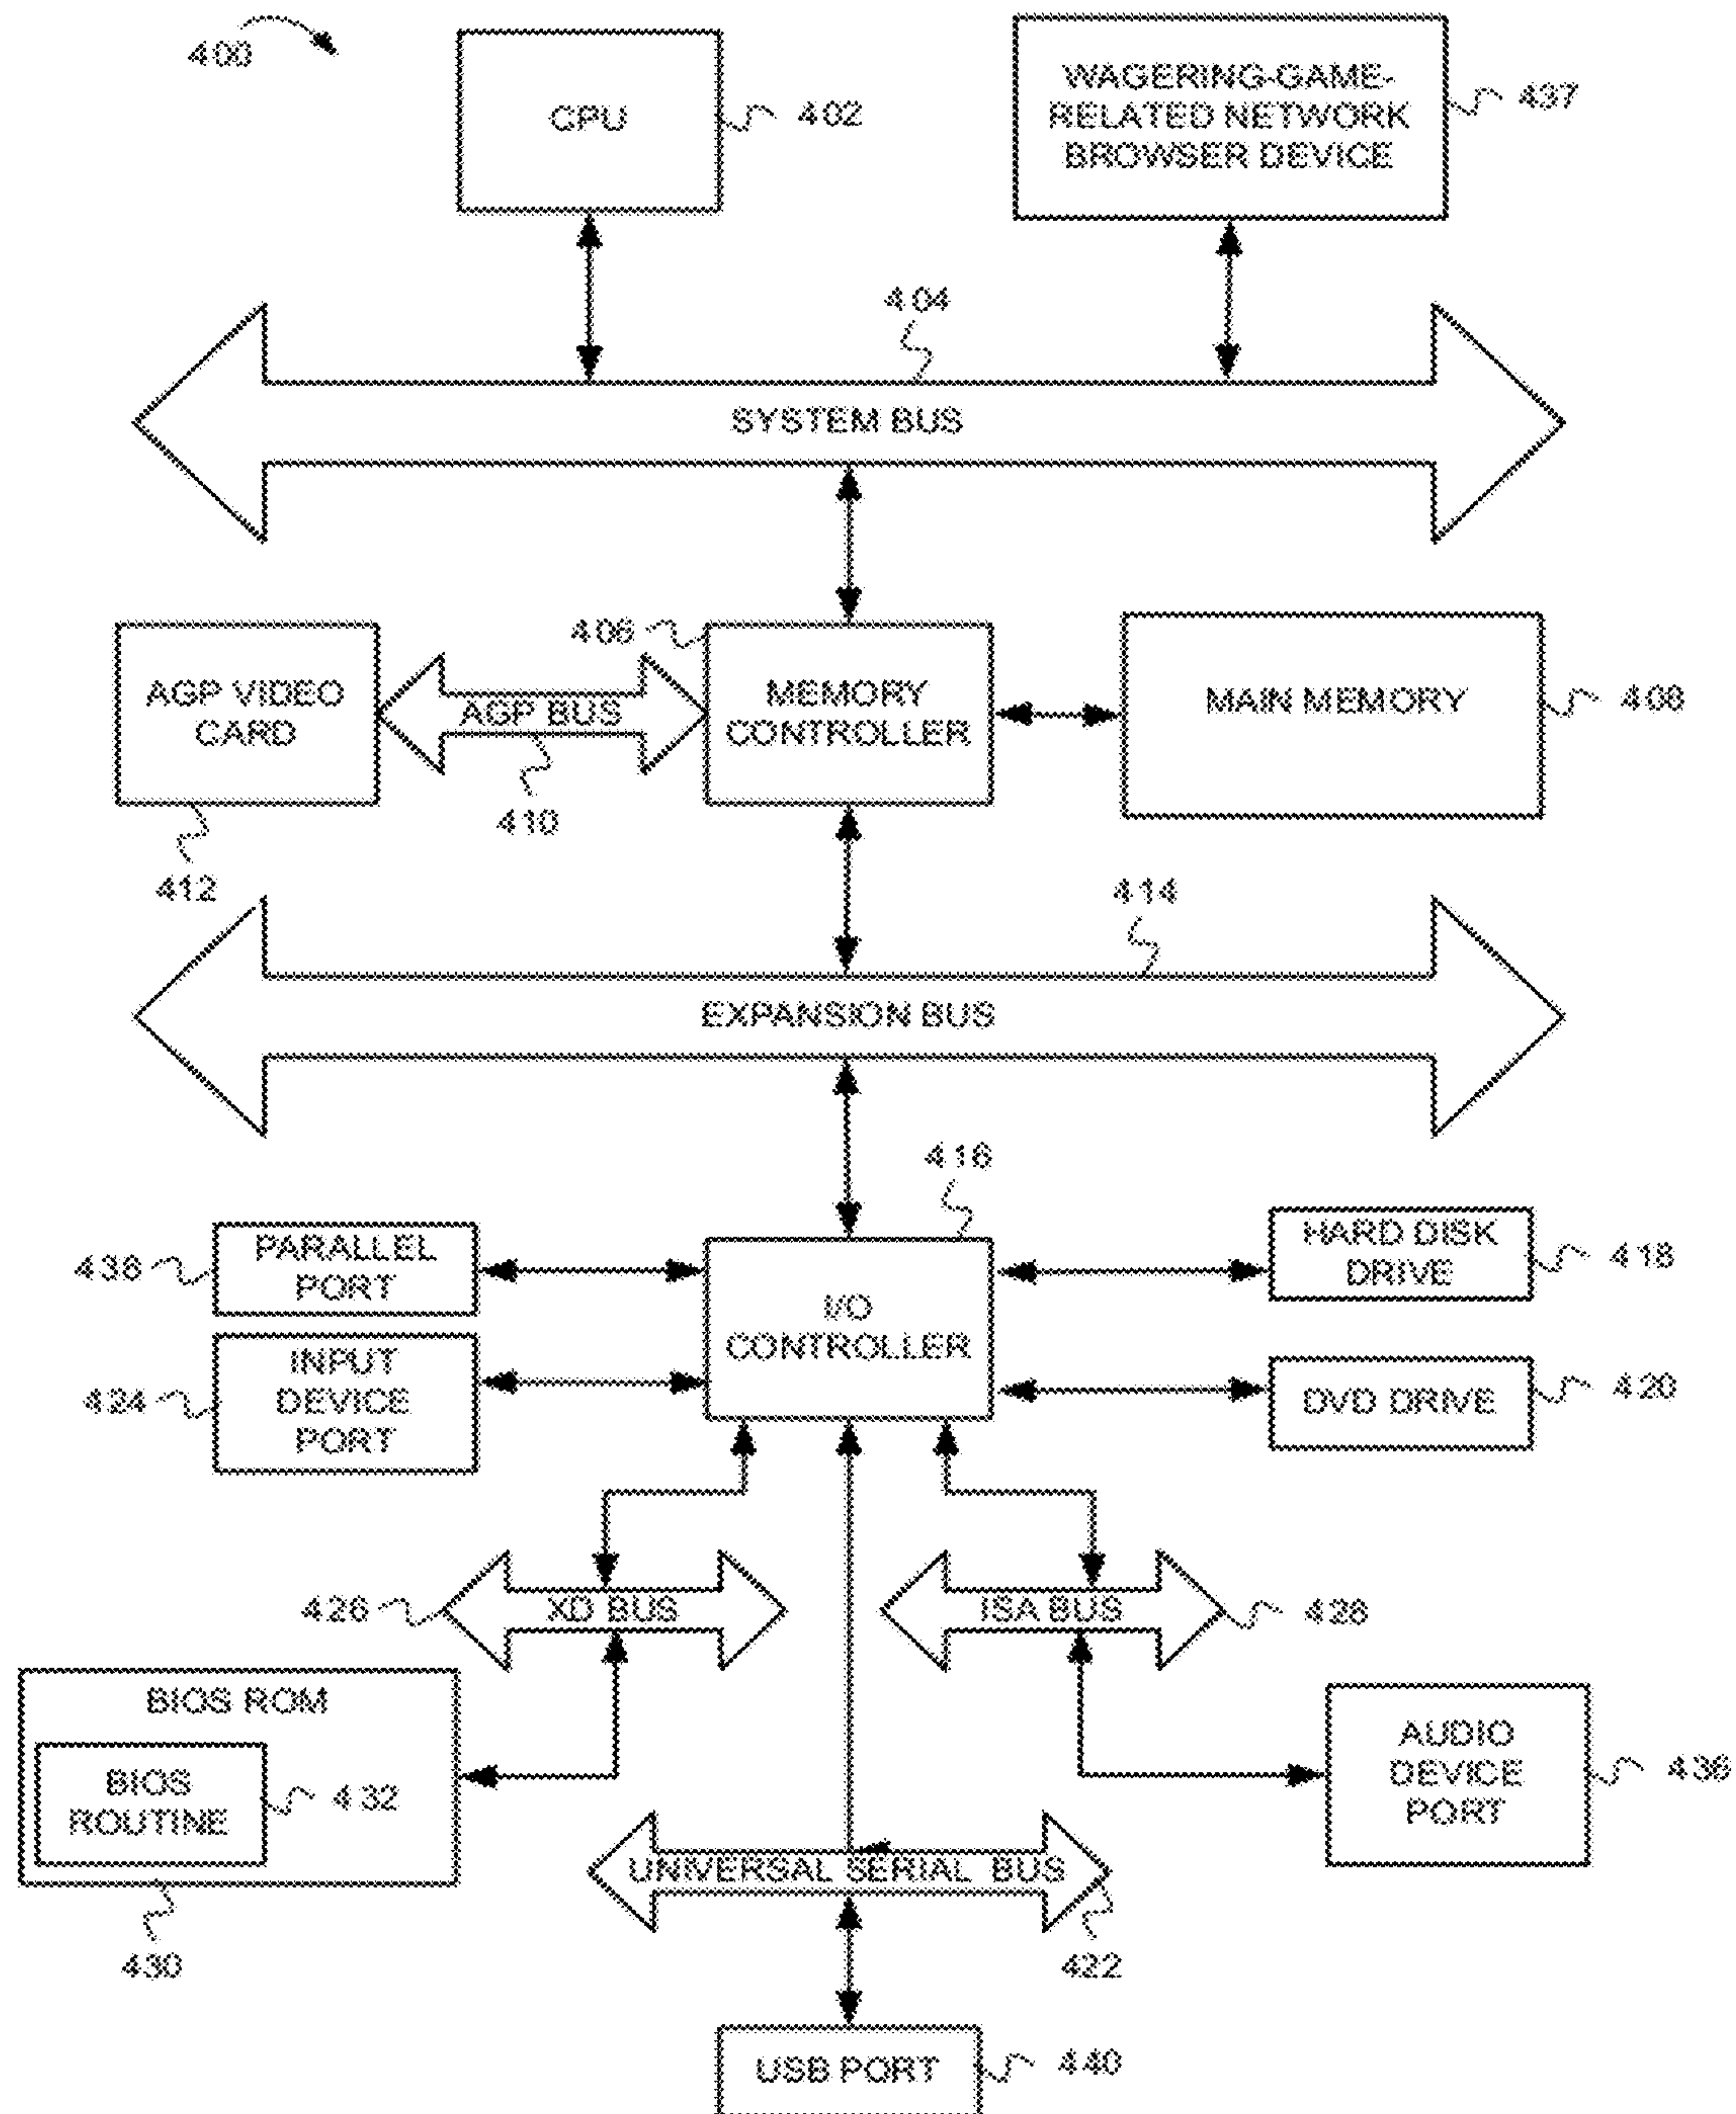 400
CPU
402
WAGERING-GAME-
RELATED NETWORK
BROWSER DEVICE
437
404
SYSTEM BUS
406
AGP VIDEO
CARD
AGP BUS
MEMORY
CONTROLLER
MAIN MEMORY
408
410
412
414
EXPANSION BUS
416
PARALLEL
PORT
438
I/O
CONTROLLER
HARD DISK
DRIVE
418
INPUT
DEVICE
PORT
424
DVD DRIVE
420
426
XD BUS
ISA BUS
428
BIOS ROM
BIOS
ROUTINE
432
AUDIO
DEVICE
PORT
436
UNIVERSAL SERIAL BUS
430
422
USB PORT
440